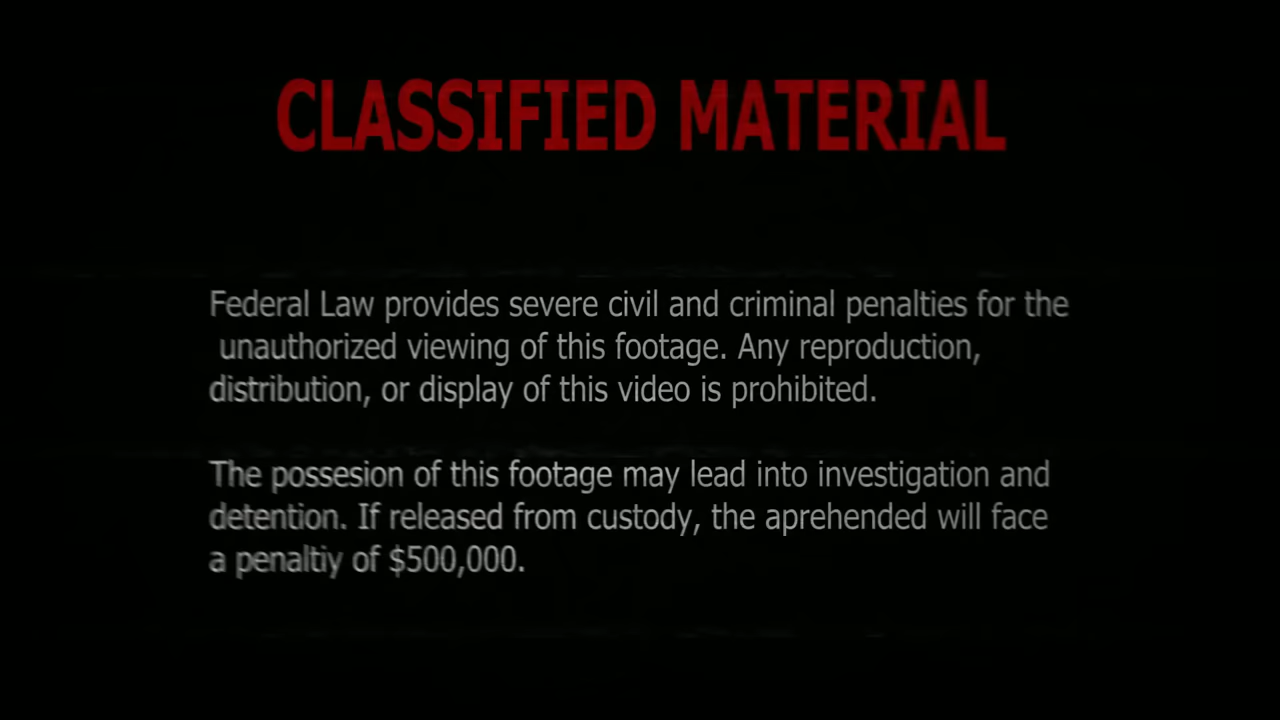 CLASSIFIED MATERIAL
Federal Law provides severe civil and criminal penalties for the
unauthorized viewing of this footage. Any reproduction,
distribution, or display of this video is prohibited.
The possesion of this footage may lead into investigation and
detention. If released from custody, the aprehended will face
a penaltiy of $500,000.